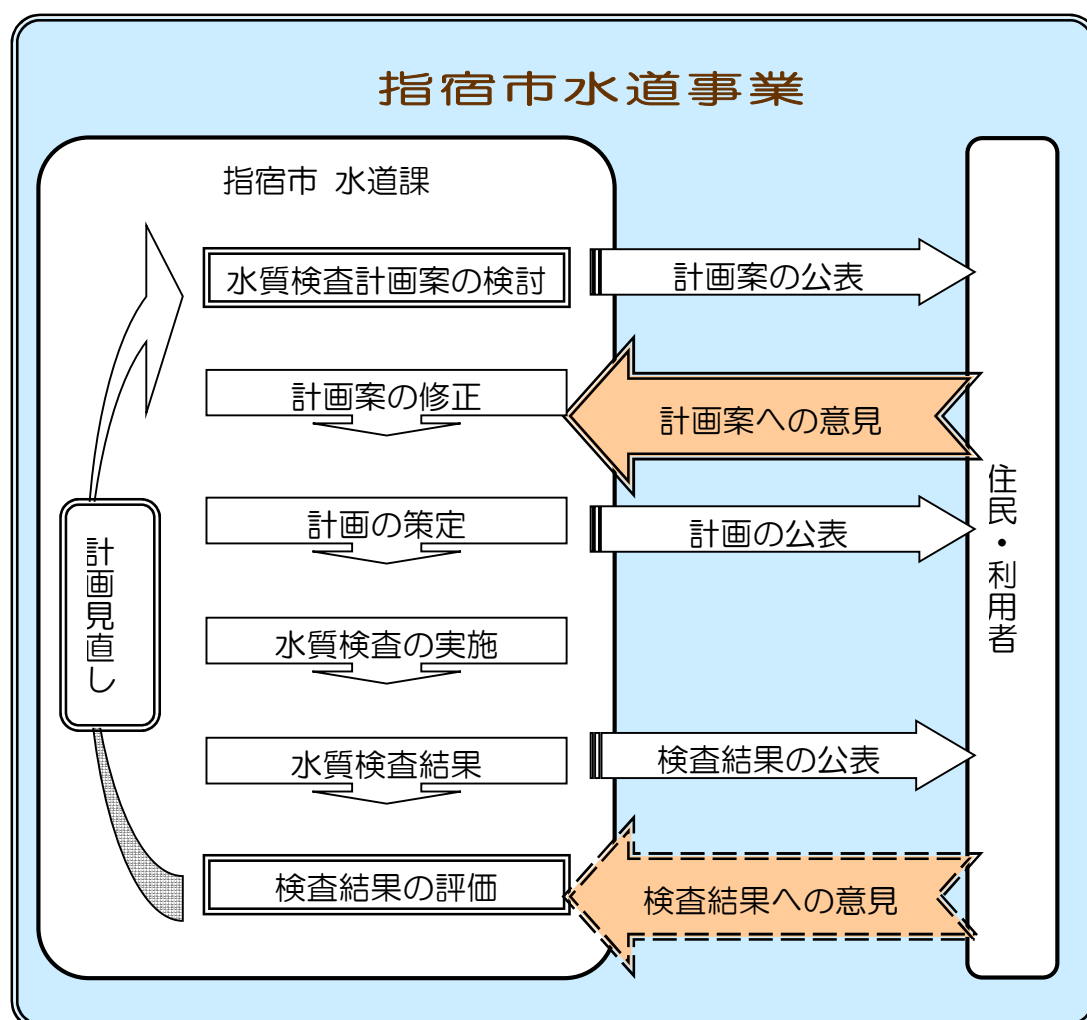 指宿市水道事業
指宿市 水道課
水質検査計画案の検討
計画案の公表
計画案の修正
計画案への意見
計画の策定
計画の公表
水質検査の実施
水質検査結果
検査結果の公表
検査結果の評価
検査結果への意見
計画見直し
住民・利用者